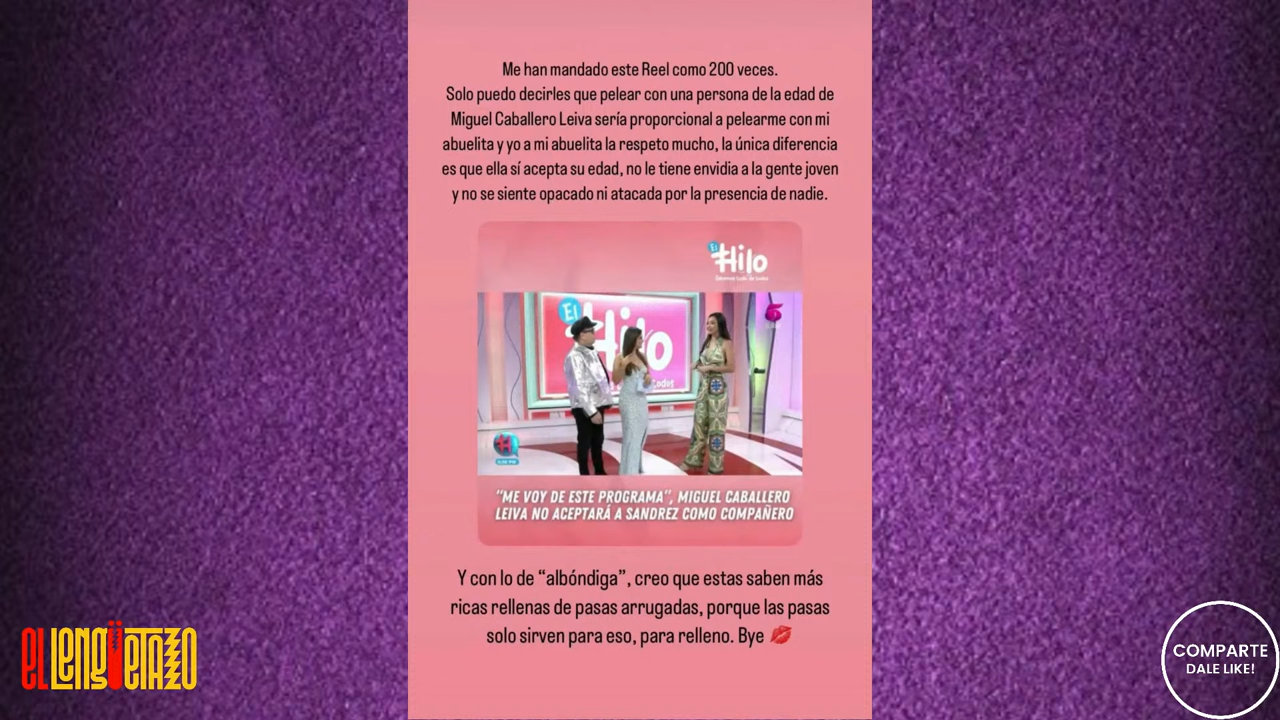 Me han mandado este Reel como 200 veces.
Solo puedo decirles que pelear con una persona de la edad de
Miguel Caballero Leiva sería proporcional a pelearme con mi
abuelita y yo a mi abuelita la respeto mucho, la única diferencia
es que ella sí acepta su edad, no le tiene envidia a la gente joven
y no se siente opacado ni atacada por la presencia de nadie.
El
Hilo
El
Hilo
"ME VOY DE ESTE PROGRAMA", MIGUEL CABALLERO
LEIVA NO ACEPTARÁ A SANDREZ COMO COMPAÑERO
Y con lo de “albóndiga”, creo que estas saben más
ricas rellenas de pasas arrugadas, porque las pasas
solo sirven para eso, para relleno. Bye
EL LENGÜETAZO
COMPARTE
DALE LIKE!